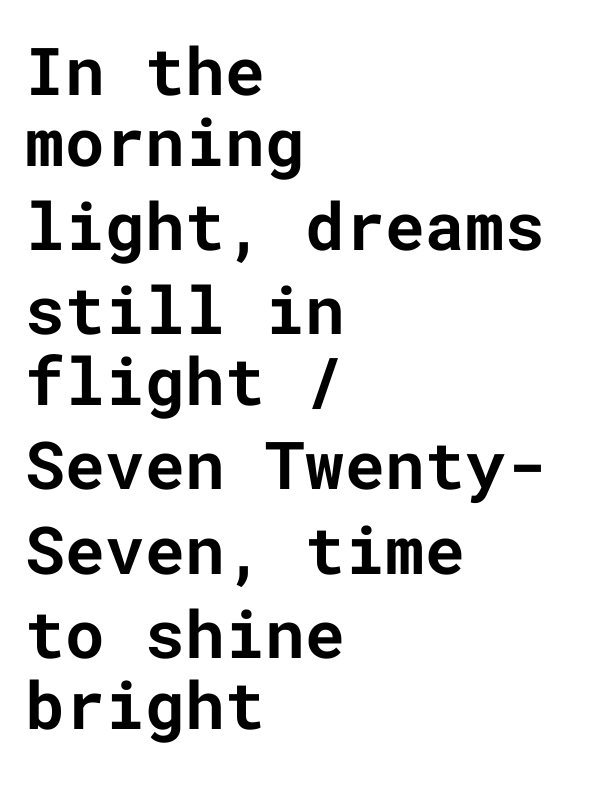 In the
morning
light, dreams
still in
flight /
Seven Twenty-
Seven, time
to shine
bright